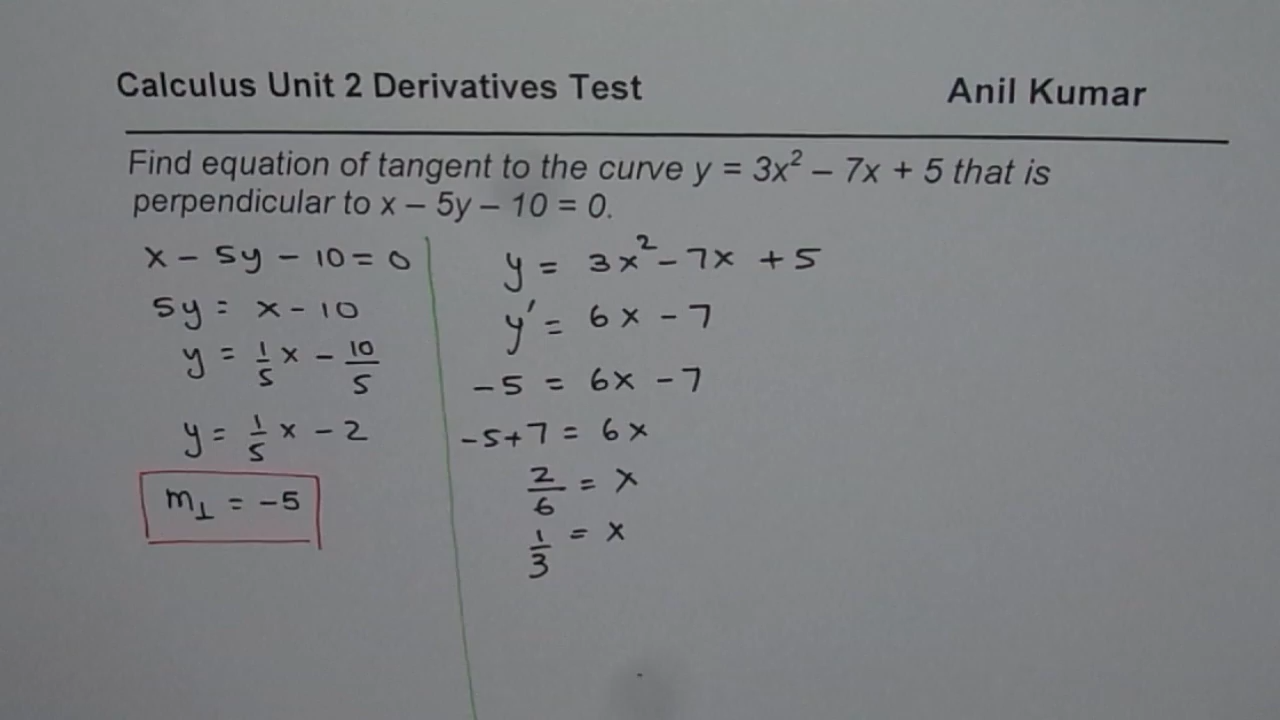 Calculus Unit 2 Derivatives Test Anil Kumar
Find equation of tangent to the curve y = 3x² – 7x + 5 that is
perpendicular to x – 5y – 10 = 0.
x - 5y - 10 = 0
5y = x - 10
y = 1/5 x - 10/5
y = 1/5 x - 2
m⊥ = -5
y = 3x² - 7x + 5
y' = 6x - 7
-5 = 6x - 7
-5+7 = 6x
2/6 = x
1/3 = x